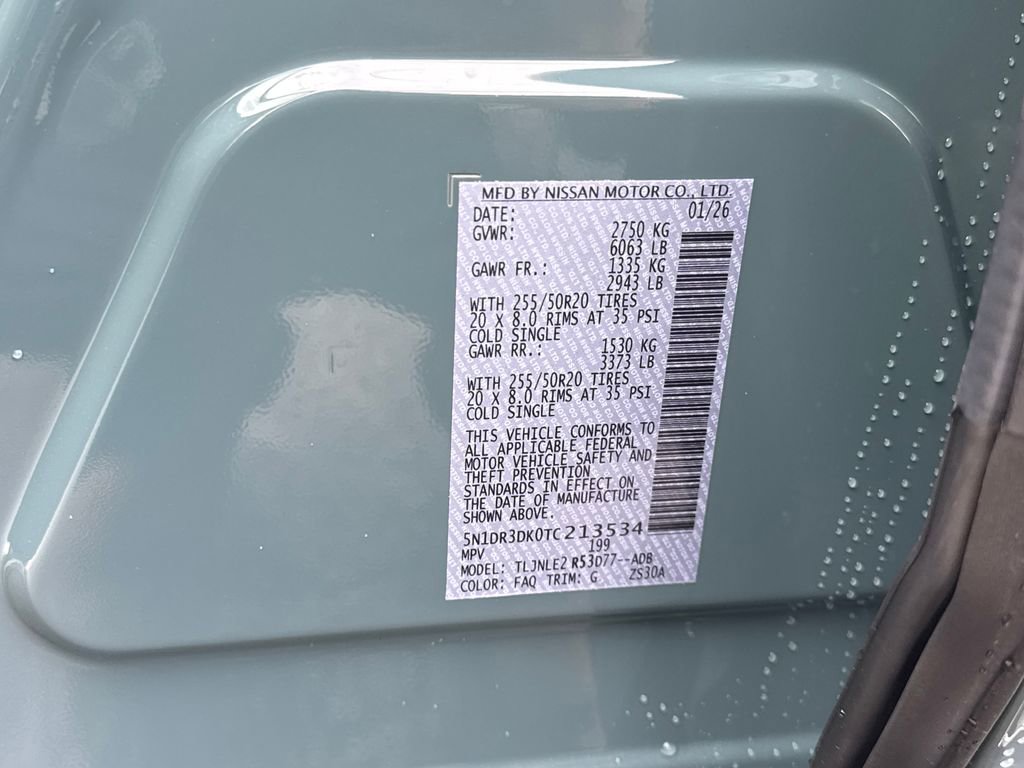 MFD BY NISSAN MOTOR CO., LTD.
DATE: 01/26
GVWR: 2750 KG
6063 LB
GAWR FR.: 1335 KG
2943 LB
WITH 255/50R20 TIRES
20 X 8.0 RIMS AT 35 PSI
COLD SINGLE
GAWR RR.: 1530 KG
3373 LB
WITH 255/50R20 TIRES
20 X 8.0 RIMS AT 35 PSI
COLD SINGLE
THIS VEHICLE CONFORMS TO
ALL APPLICABLE FEDERAL
MOTOR VEHICLE SAFETY AND
THEFT PREVENTION
STANDARDS IN EFFECT ON
THE DATE OF MANUFACTURE
SHOWN ABOVE.
5N1DR3DK0TC213534
MPV 199
MODEL: TLJNLE2 R53D77--ADB
COLOR: FAQ TRIM: G ZS30A